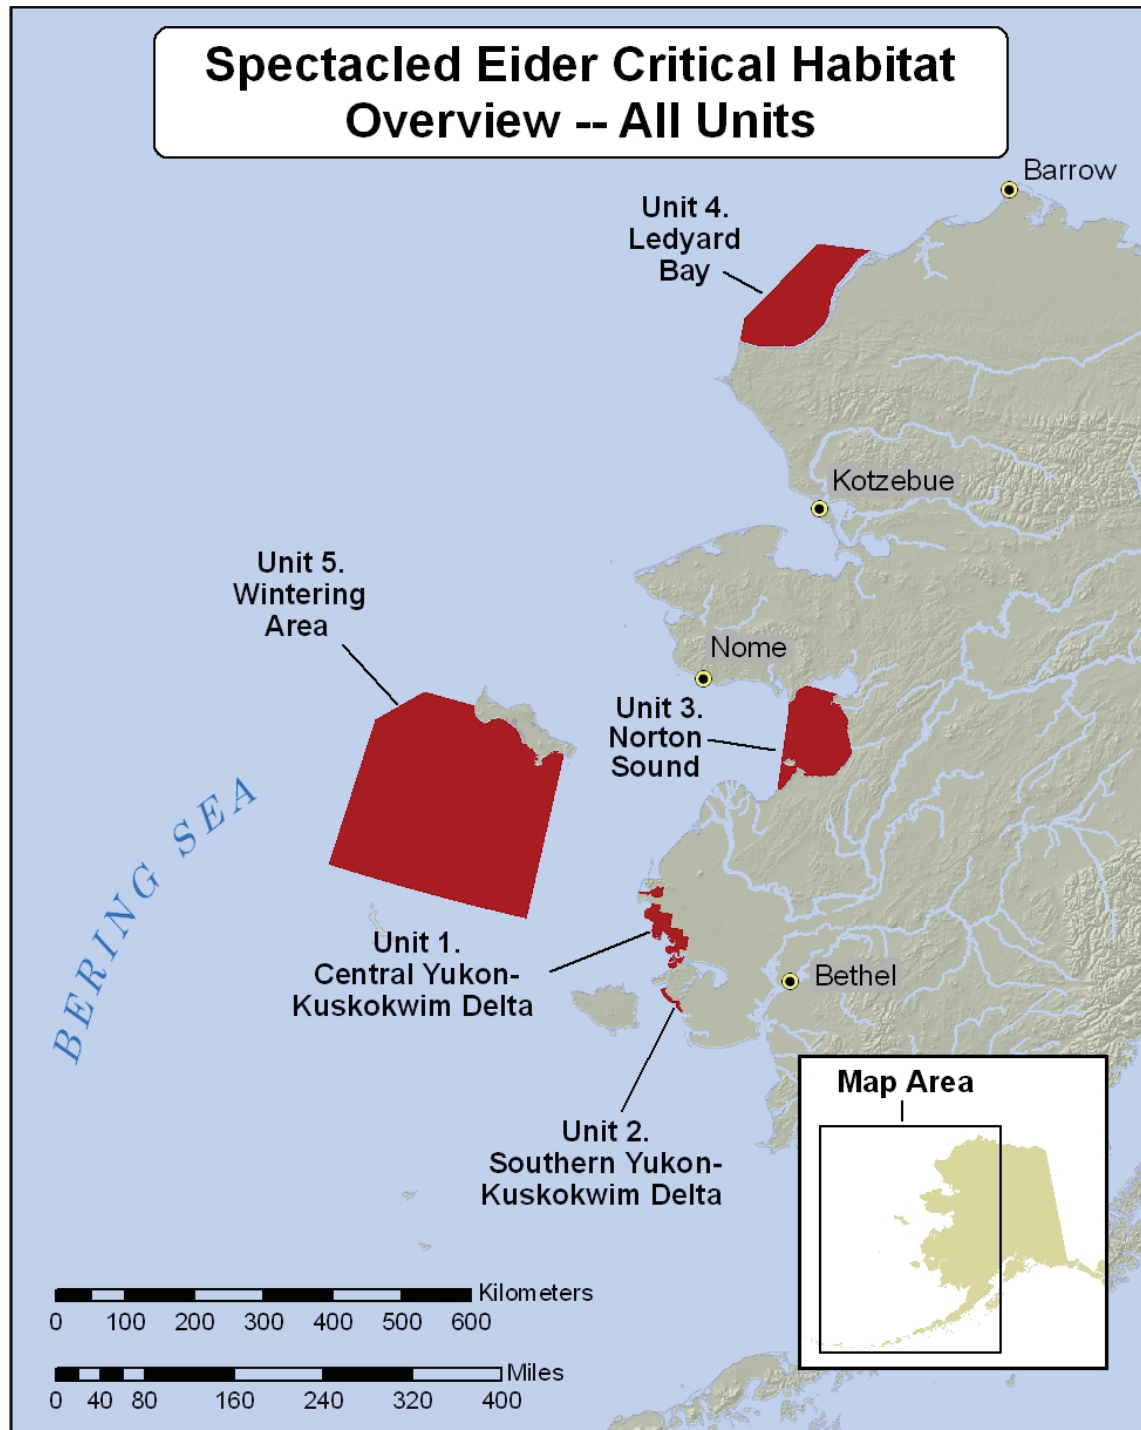 Spectacled Eider Critical Habitat
Overview -- All Units
Barrow
Unit 4.
Ledyard
Bay
Kotzebue
Unit 5.
Wintering
Area
Nome
Unit 3.
Norton
Sound
BERING SEA
Unit 1.
Central Yukon-
Kuskokwim Delta
Bethel
Unit 2.
Southern Yukon-
Kuskokwim Delta
Map Area
Kilometers
0 100 200 300 400 500 600
Miles
0 40 80 160 240 320 400